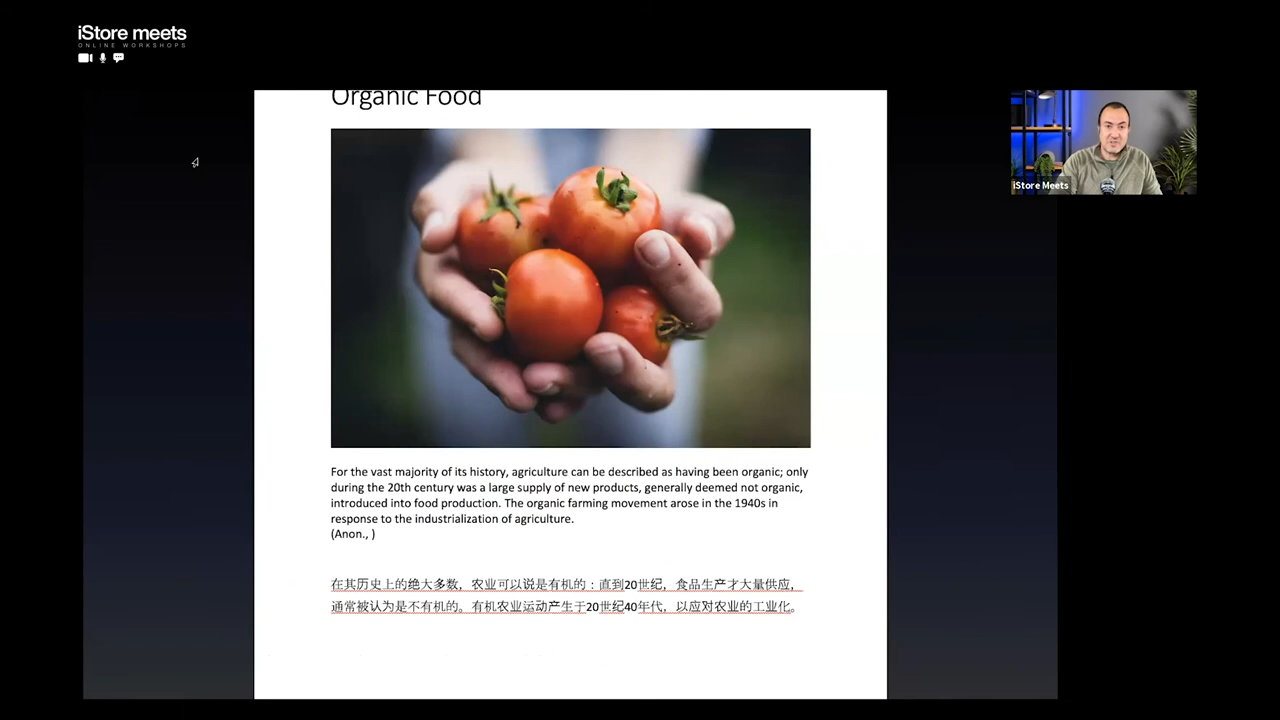 iStore meets
ONLINE WORKSHOPS
Organic Food
iStore Meets
For the vast majority of its history, agriculture can be described as having been organic; only
during the 20th century was a large supply of new products, generally deemed not organic,
introduced into food production. The organic farming movement arose in the 1940s in
response to the industrialization of agriculture.
(Anon., )
在其历史上的绝大多数，农业可以说是有机的：直到20世纪，食品生产才大量供应，
通常被认为是不有机的。有机农业运动产生于20世纪40年代，以应对农业的工业化。